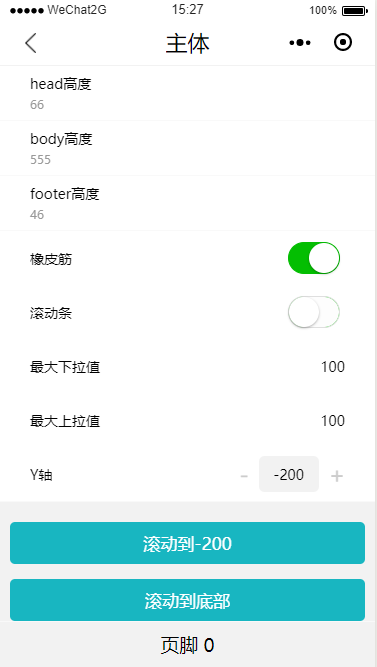 ●●●●● WeChat2G 15:27 100%
主体
head高度
66
body高度
555
footer高度
46
橡皮筋
滚动条
最大下拉值 100
最大上拉值 100
Y轴 - -200 +
滚动到-200
滚动到底部
页脚 0